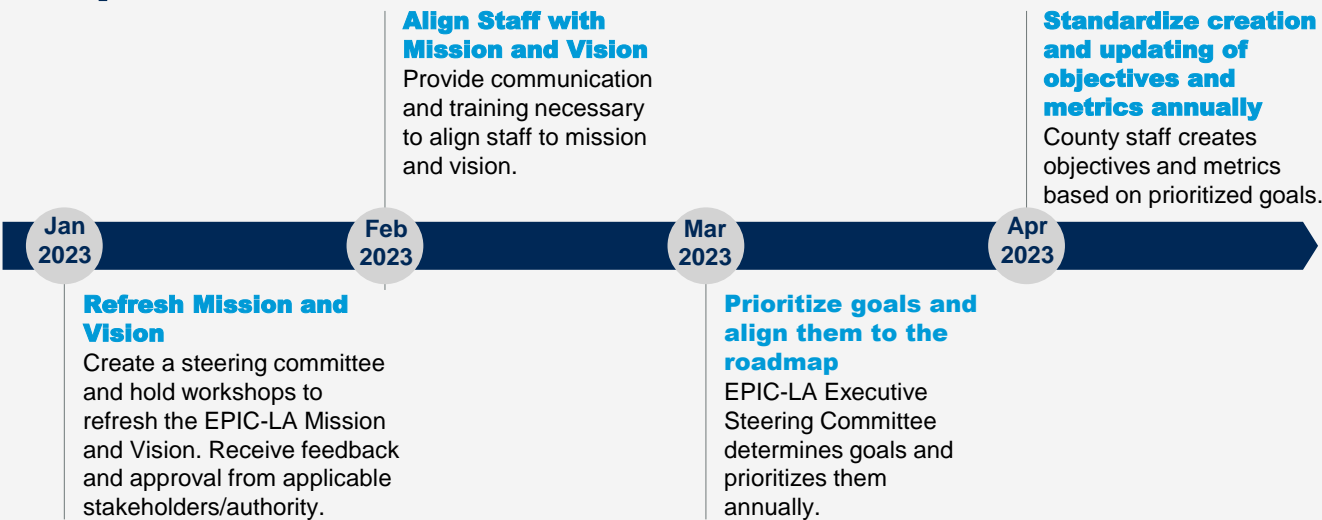 Align Staff with
Mission and Vision
Provide communication
and training necessary
to align staff to mission
and vision.
Standardize creation
and updating of
objectives and
metrics annually
County staff creates
objectives and metrics
based on prioritized goals.
Jan
2023
Feb
2023
Mar
2023
Apr
2023
Refresh Mission and
Vision
Create a steering committee
and hold workshops to
refresh the EPIC-LA Mission
and Vision. Receive feedback
and approval from applicable
stakeholders/authority.
Prioritize goals and
align them to the
roadmap
EPIC-LA Executive
Steering Committee
determines goals and
prioritizes them
annually.